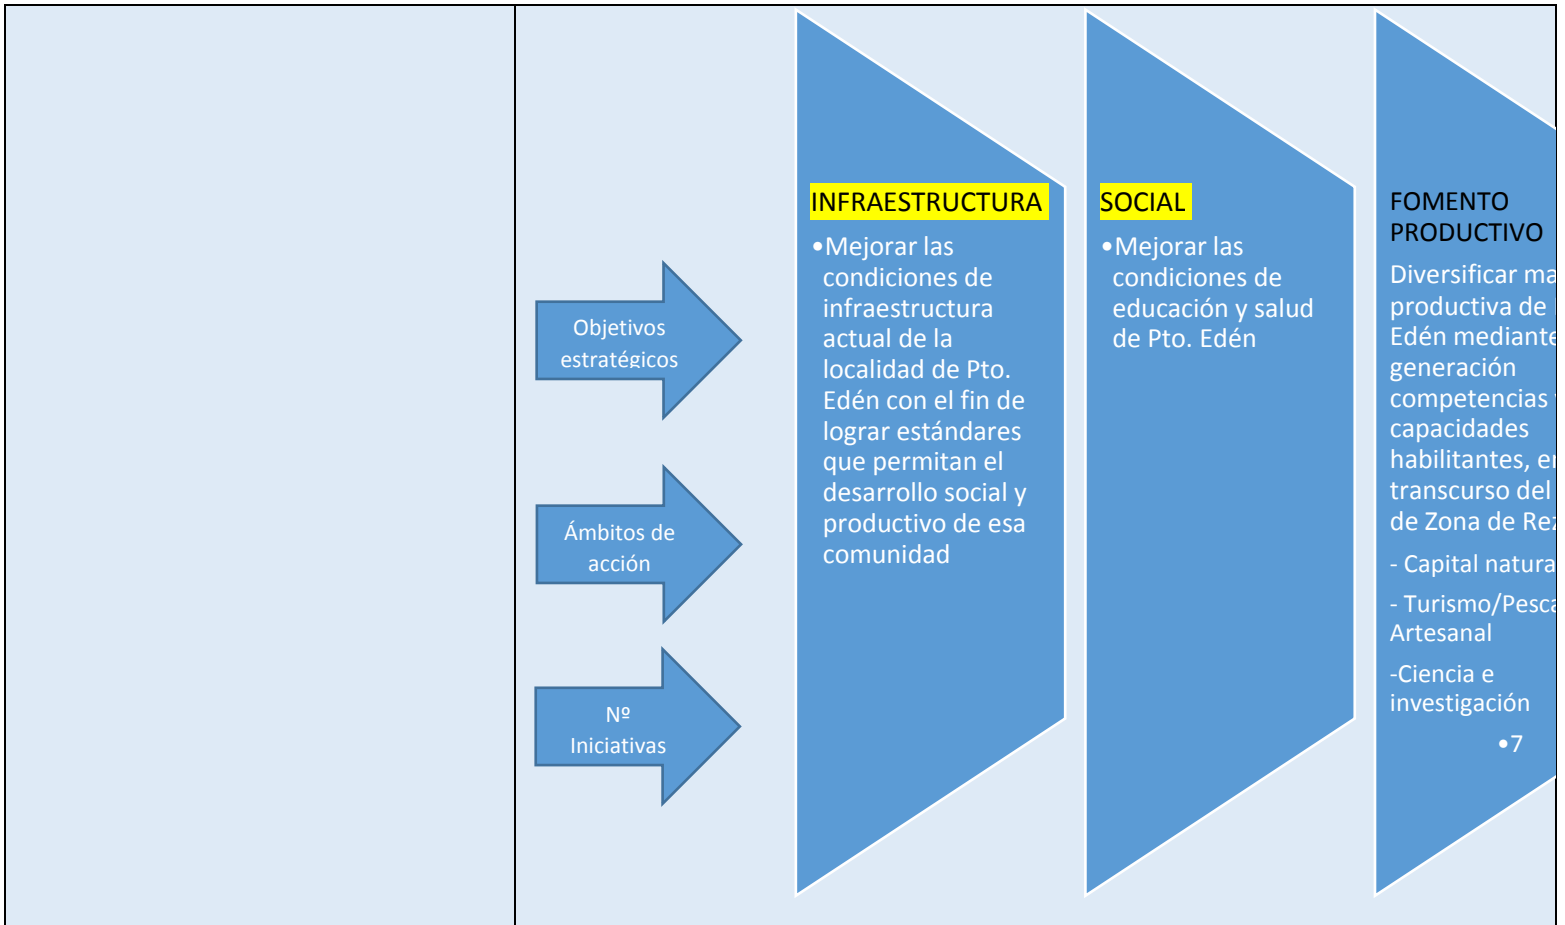 Objetivos
estratégicos
Ámbitos de
acción
Nº
Iniciativas
INFRAESTRUCTURA
•Mejorar las
condiciones de
infraestructura
actual de la
localidad de Pto.
Edén con el fin de
lograr estándares
que permitan el
desarrollo social y
productivo de esa
comunidad
SOCIAL
•Mejorar las
condiciones de
educación y salud
de Pto. Edén
FOMENTO
PRODUCTIVO
Diversificar
productiva de
Edén mediante
generación
competencias
capacidades
habilitantes,
transcurso del
de Zona de
- Capital
- Turismo/Pesca
Artesanal
-Ciencia e
investigación
•7